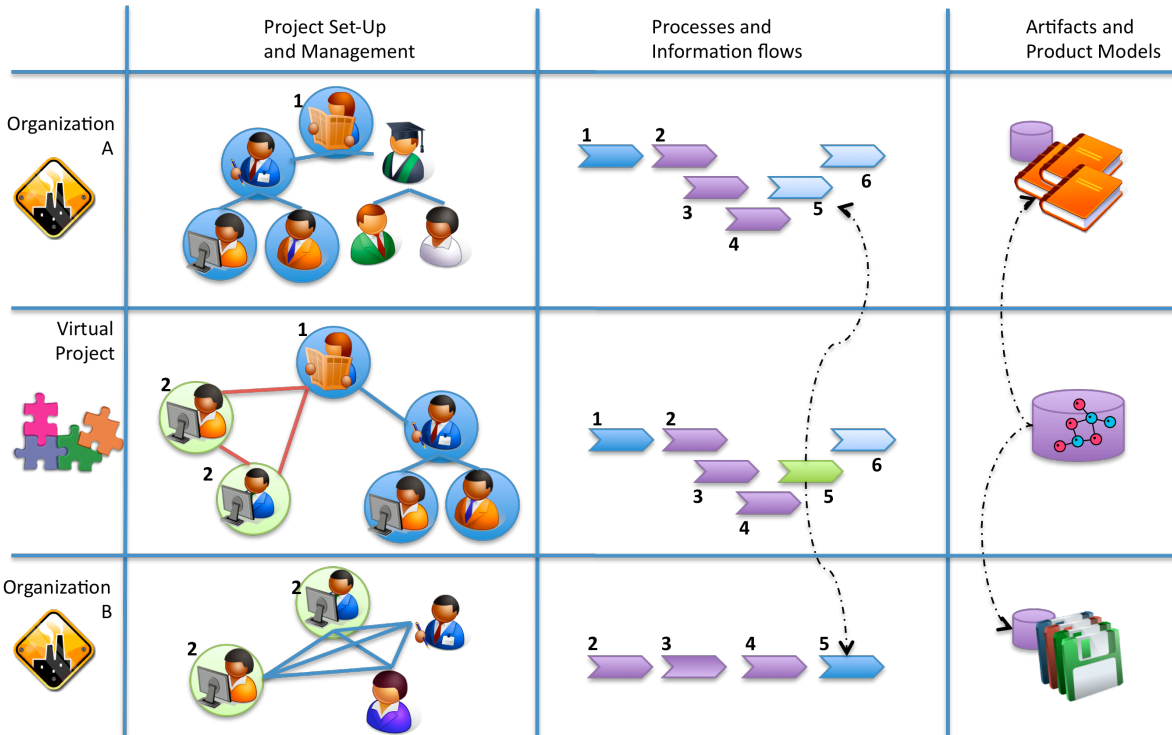 Project Set-Up
and Management
Processes and
Information flows
Artifacts and
Product Models
Organization
A
1
1
2
3
4
5
6
Virtual
Project
1
2
2
1
2
3
4
5
6
Organization
B
2
2
2
3
4
5